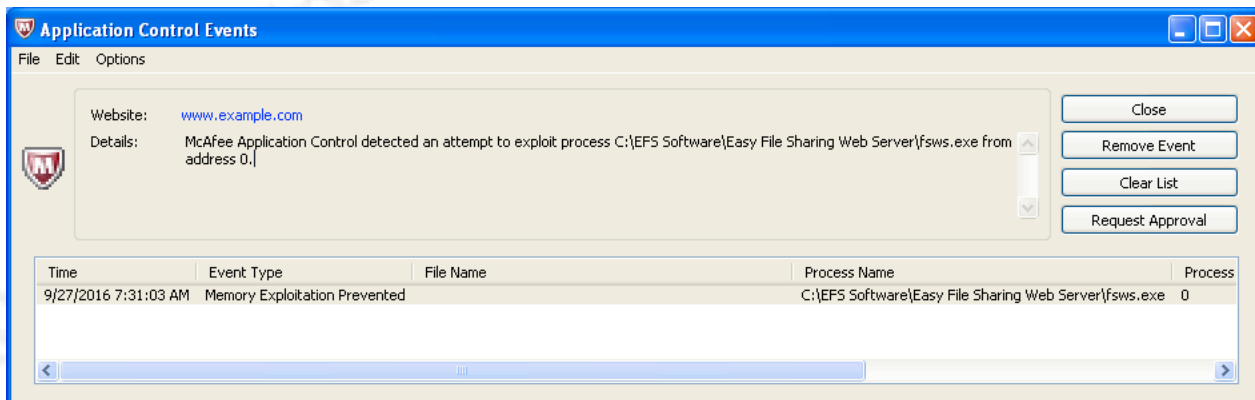 Application Control Events
File Edit Options
Website: www.example.com
Details: McAfee Application Control detected an attempt to exploit process C:\EFS Software\Easy File Sharing Web Server\fsws.exe from
address 0.
Close
Remove Event
Clear List
Request Approval
Time Event Type File Name Process Name Process
9/27/2016 7:31:03 AM Memory Exploitation Prevented C:\EFS Software\Easy File Sharing Web Server\fsws.exe 0